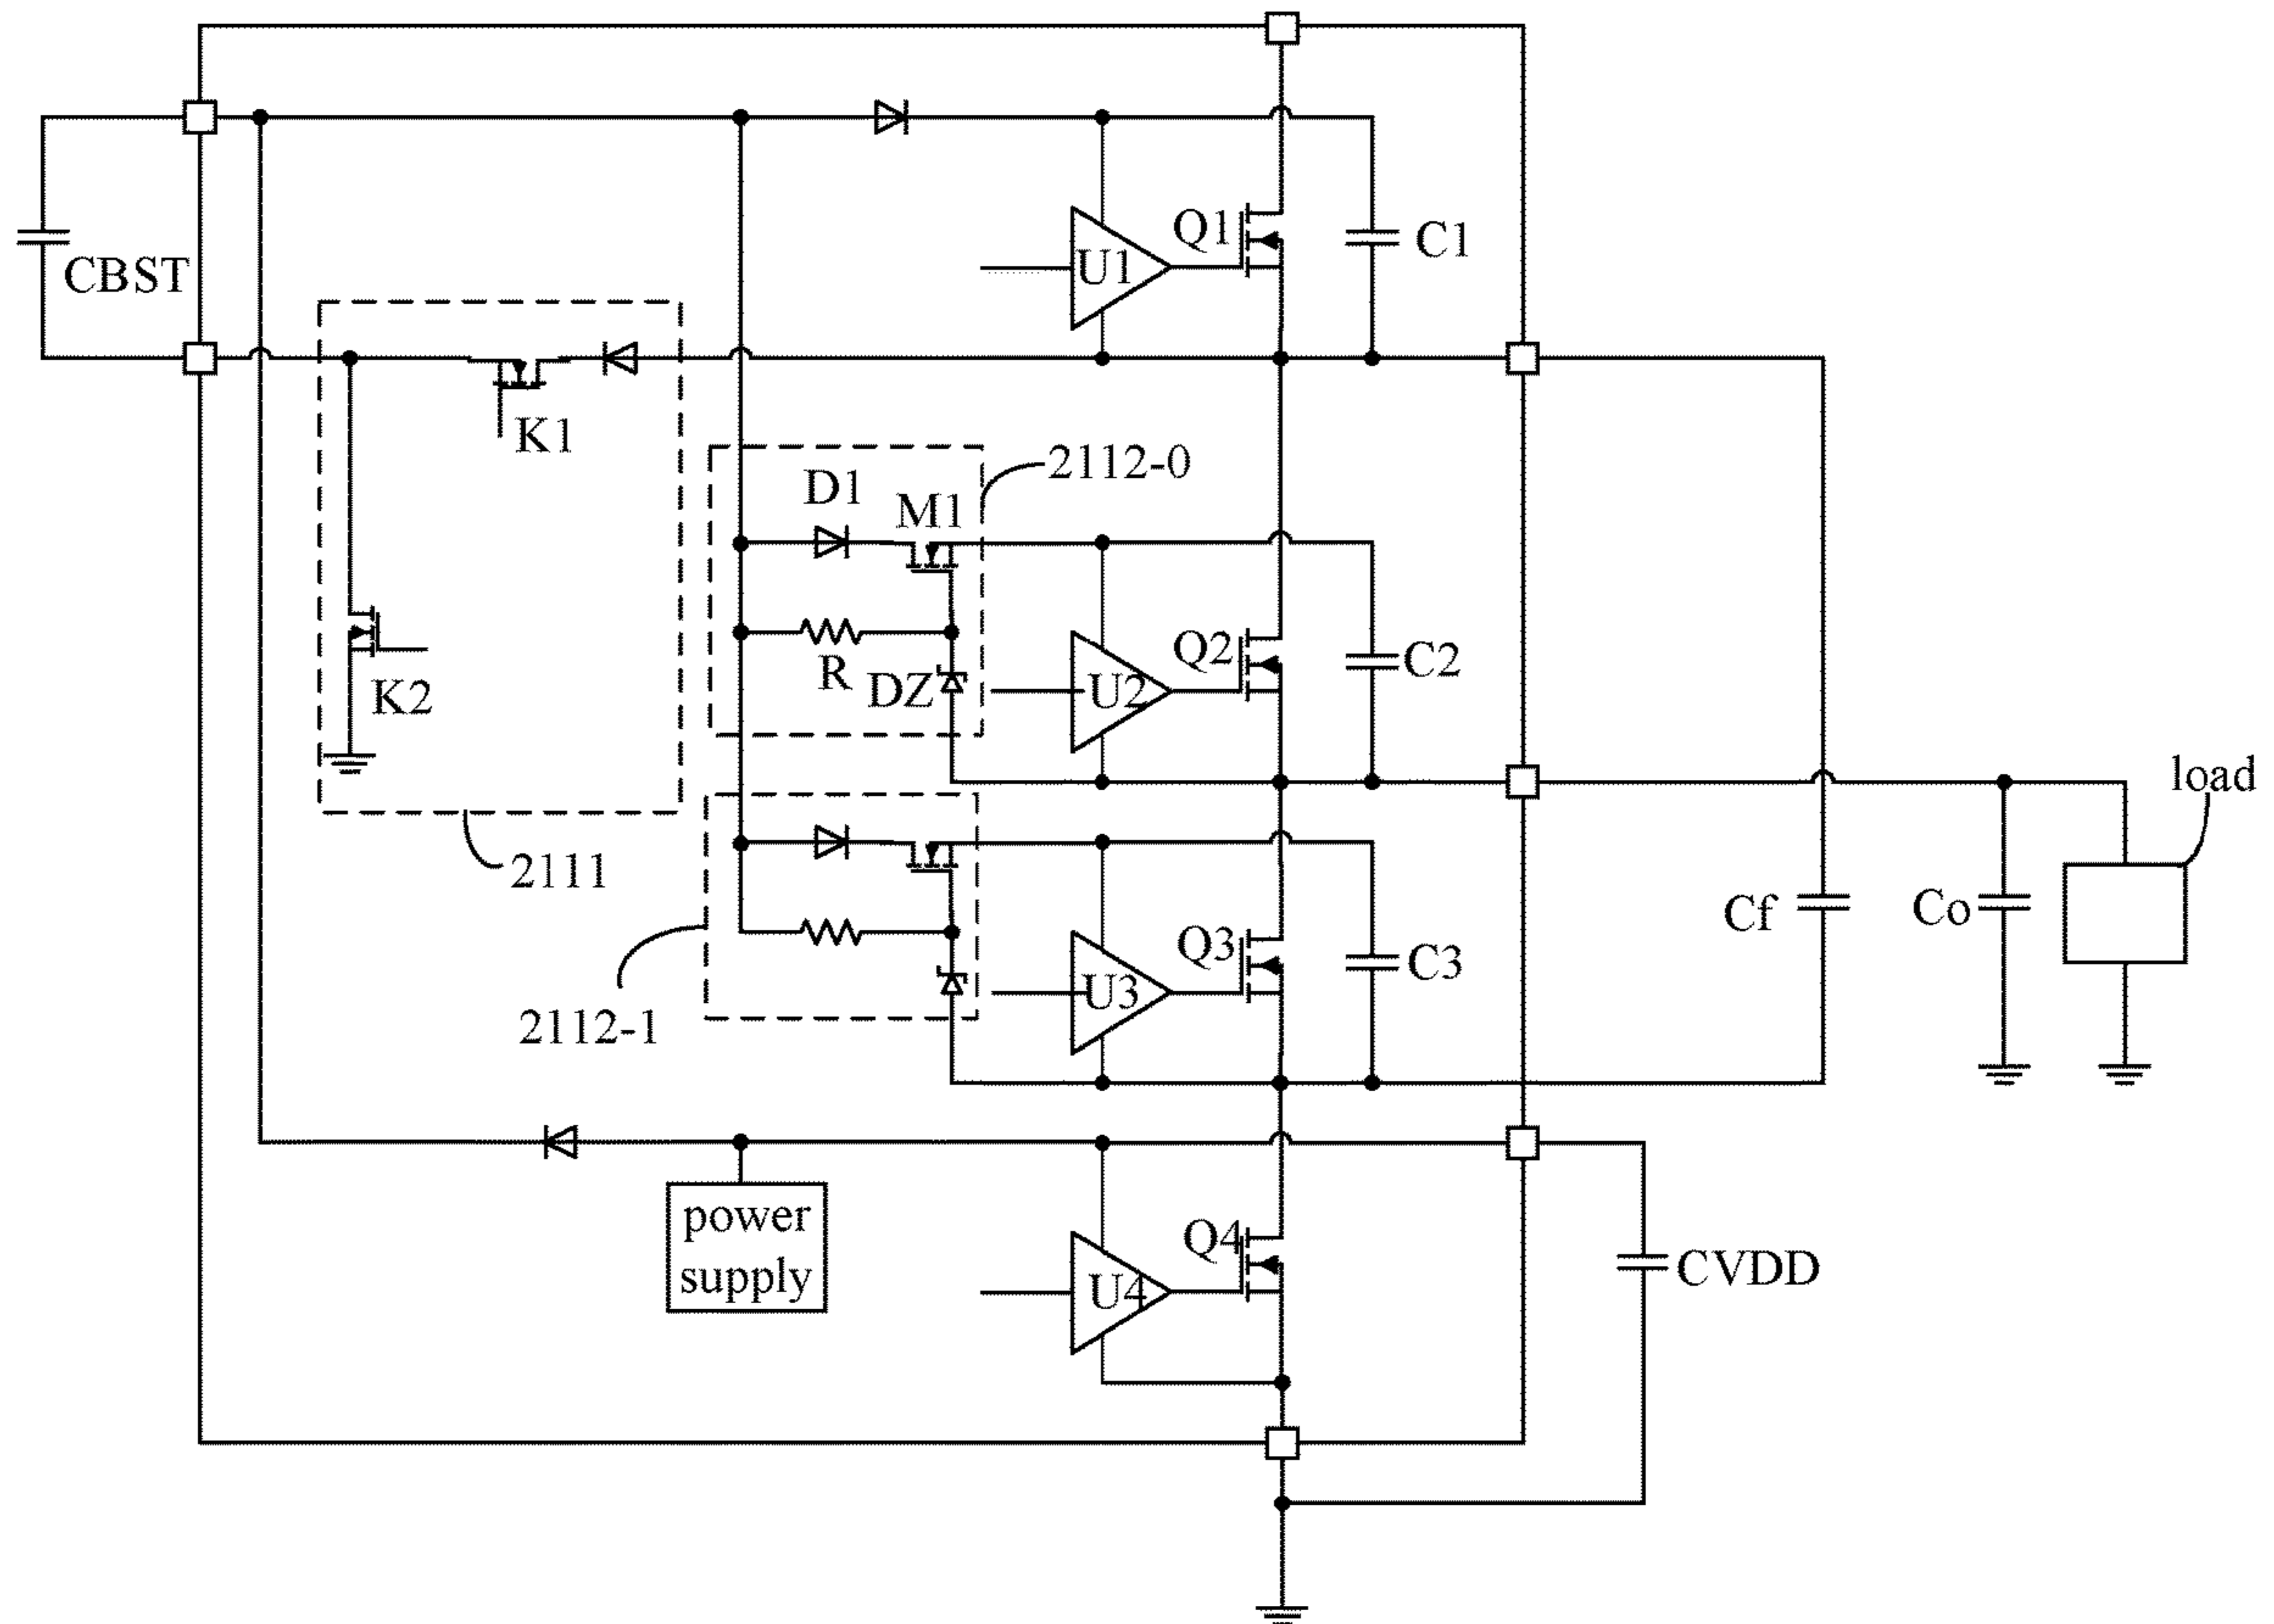 Q1
C1
U1
CBST
K1
2112-0
D1
M1
K2
R
DZ
U2
Q2
C2
load
2111
2112-1
Q3
U3
C3
Cf
Co
power
supply
Q4
U4
CVDD